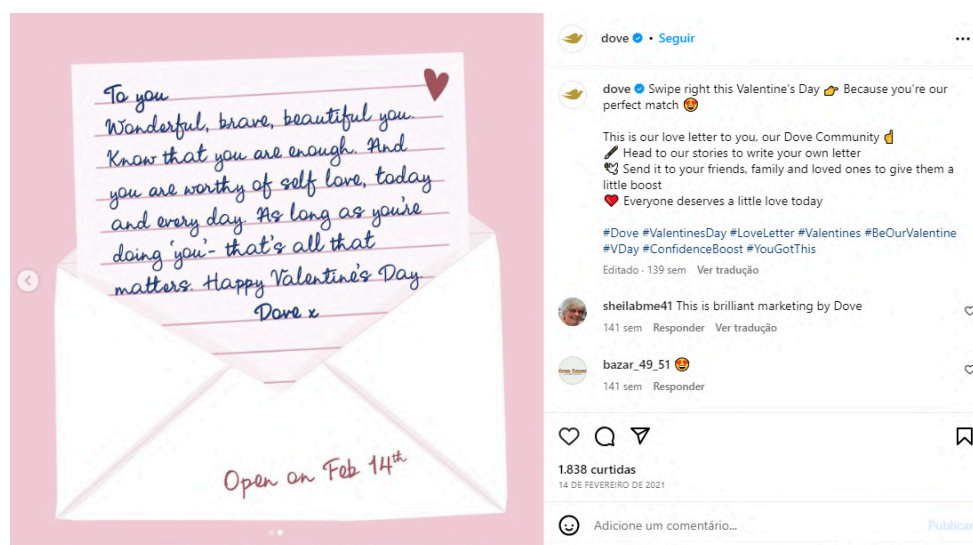 To you
Wonderful, brave, beautiful you.
Know that you are enough. And
you are worthy of self love, today
and every day. As long as you're
doing 'you'- that's all that
matters. Happy Valentine's Day.
Dove x
Open on Feb 14th
dove • Seguir
dove Swipe right this Valentine's Day 👉 Because you're our
perfect match 🤩
This is our love letter to you, our Dove Community ☝
🖊 Head to our stories to write your own letter
💘 Send it to your friends, family and loved ones to give them a
little boost
❤️ Everyone deserves a little love today
#Dove #ValentinesDay #LoveLetter #Valentines #BeOurValentine
#VDay #ConfidenceBoost #YouGotThis
Editado · 139 sem Ver tradução
sheilabme41 This is brilliant marketing by Dove
141 sem Responder Ver tradução
bazar_49_51 🤩
141 sem Responder
1.838 curtidas
14 DE FEVEREIRO DE 2021
Adicione um comentário...
Publicar